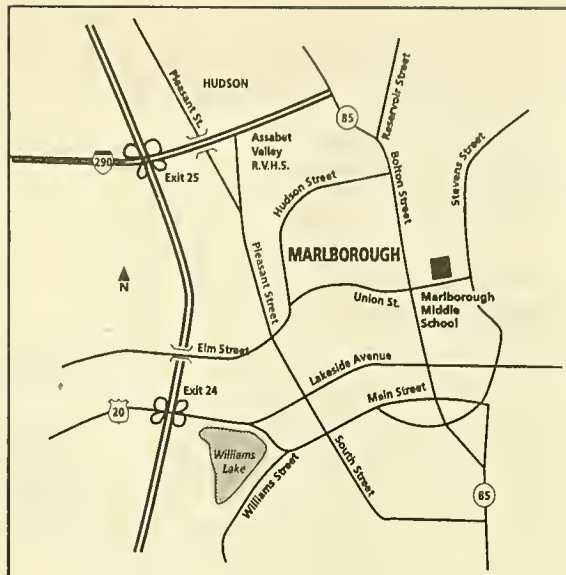 Pleasant St.
HUDSON
85
Reservoir Street
290
Exit 25
Assabet
Valley
R.V.H.S.
Hudson Street
Bolton Street
Stevens Street
N
MARLBOROUGH
Pleasant Street
Union St.
Marlborough
Middle
School
Elm Street
Lakeside Avenue
Exit 24
Main Street
20
Williams
Lake
Williams Street
South Street
85